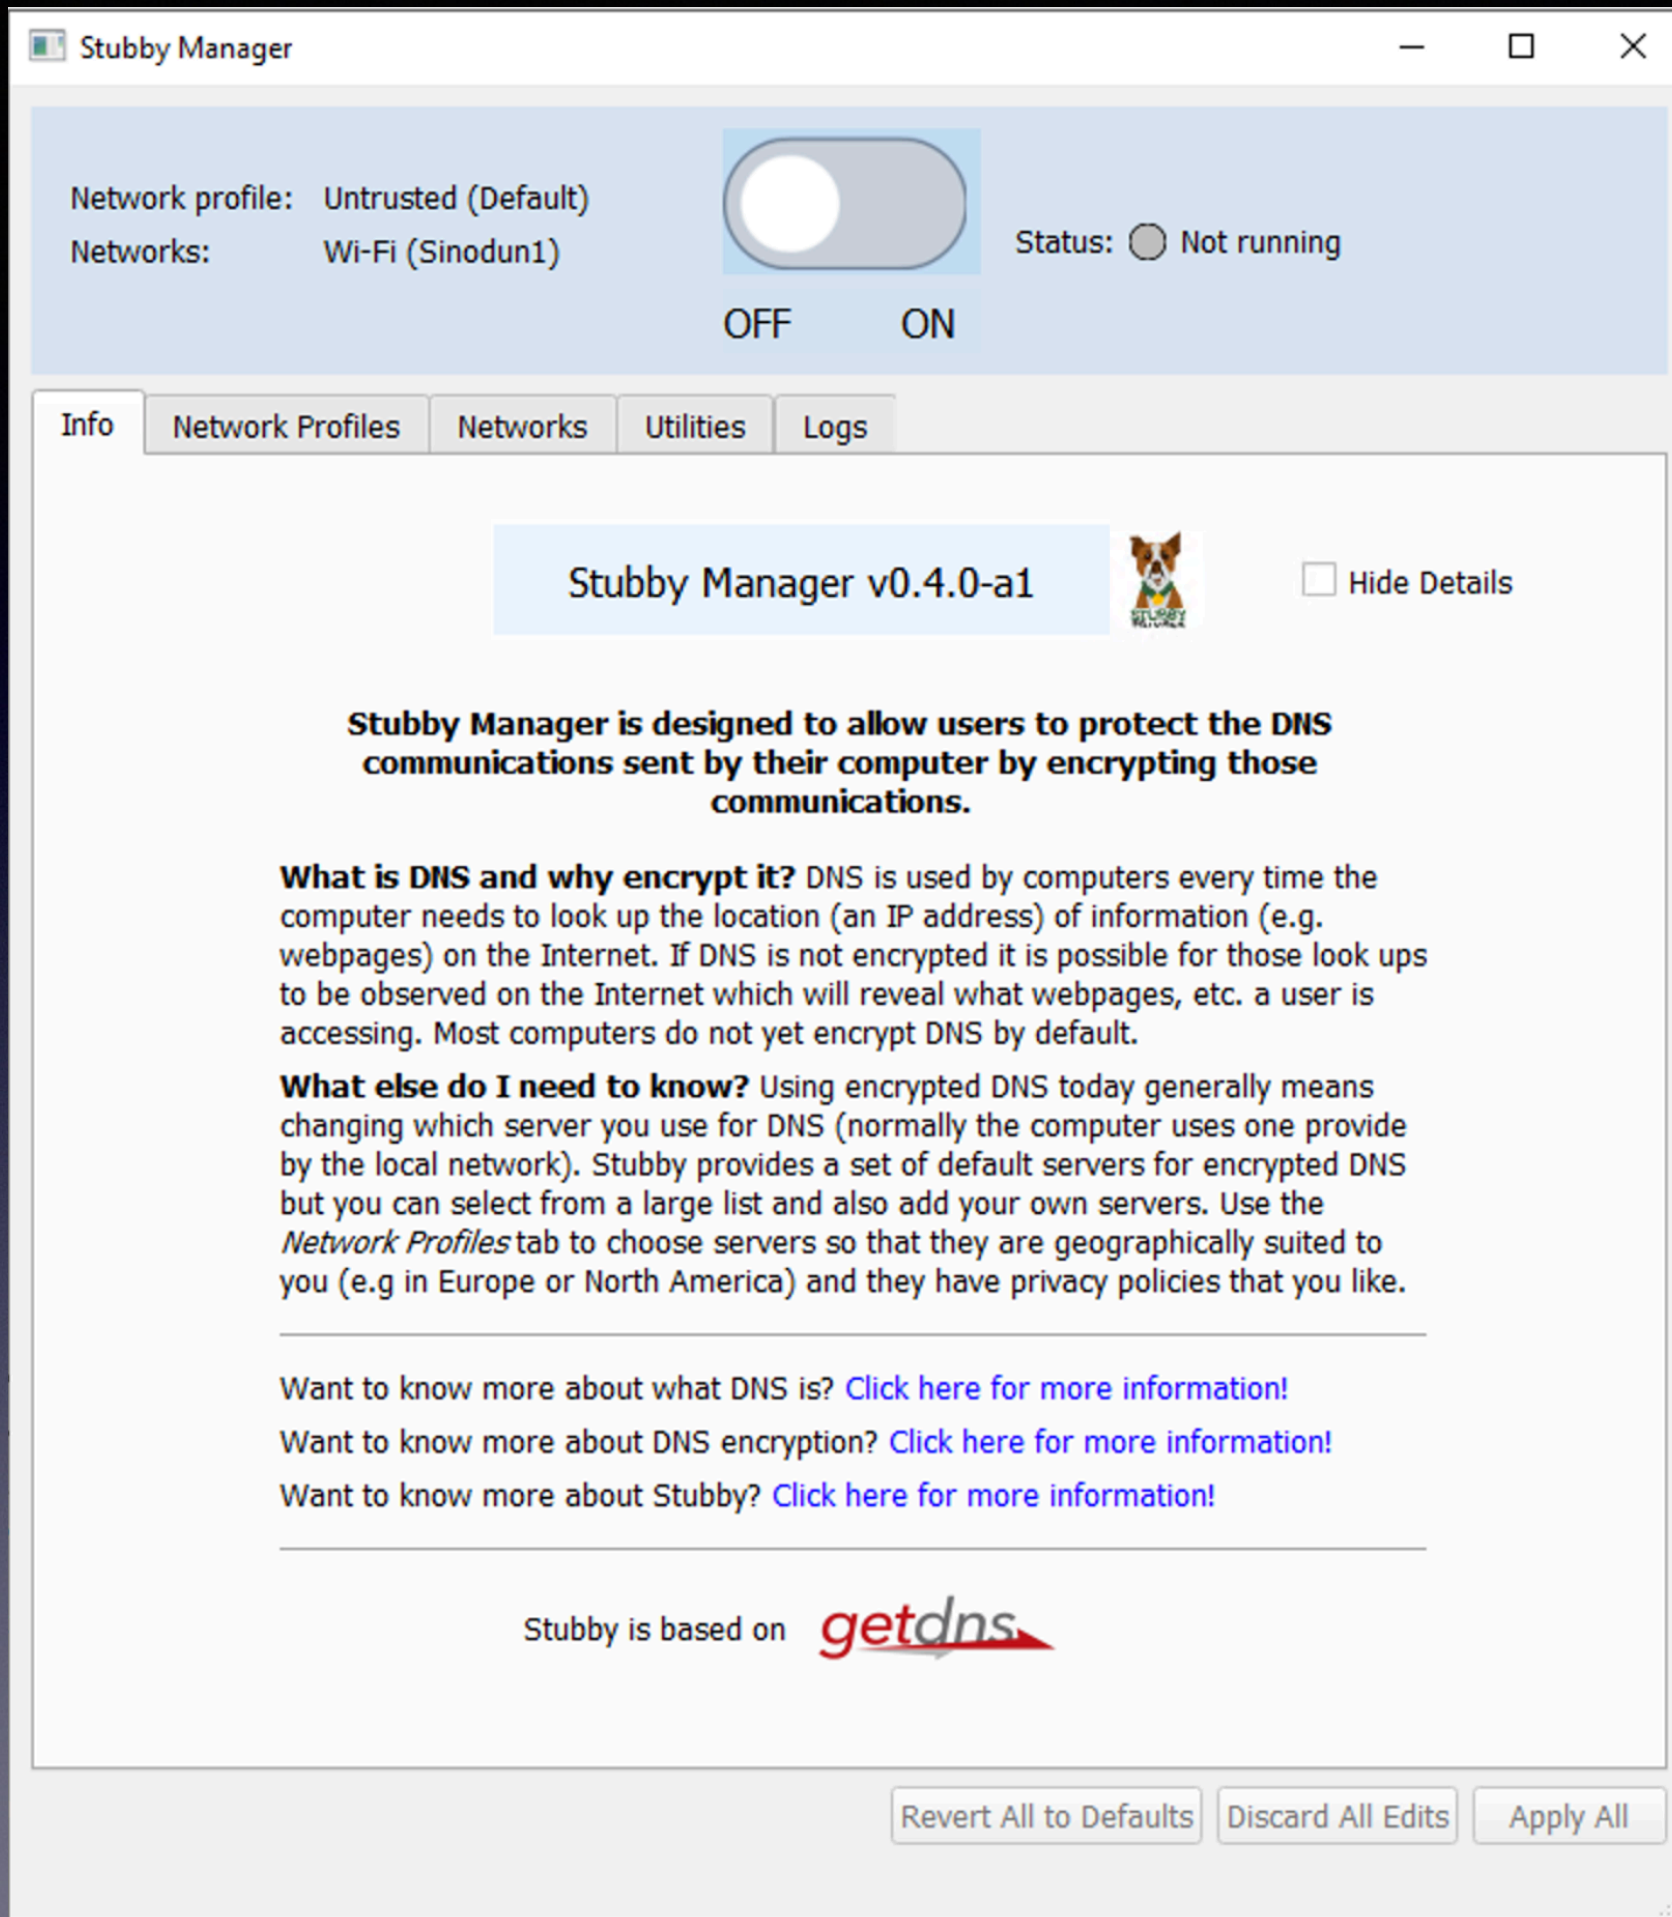 Stubby Manager
Network profile: Untrusted (Default)
Networks: Wi-Fi (Sinodun1)
OFF ON
Status: Not running
Info Network Profiles Networks Utilities Logs
Stubby Manager v0.4.0-a1
STUBBY
Hide Details
Stubby Manager is designed to allow users to protect the DNS
communications sent by their computer by encrypting those
communications.
What is DNS and why encrypt it? DNS is used by computers every time the
computer needs to look up the location (an IP address) of information (e.g.
webpages) on the Internet. If DNS is not encrypted it is possible for those look ups
to be observed on the Internet which will reveal what webpages, etc. a user is
accessing. Most computers do not yet encrypt DNS by default.
What else do I need to know? Using encrypted DNS today generally means
changing which server you use for DNS (normally the computer uses one provide
by the local network). Stubby provides a set of default servers for encrypted DNS
but you can select from a large list and also add your own servers. Use the
Network Profiles tab to choose servers so that they are geographically suited to
you (e.g in Europe or North America) and they have privacy policies that you like.
Want to know more about what DNS is? Click here for more information!
Want to know more about DNS encryption? Click here for more information!
Want to know more about Stubby? Click here for more information!
Stubby is based on getdns
Revert All to Defaults Discard All Edits Apply All